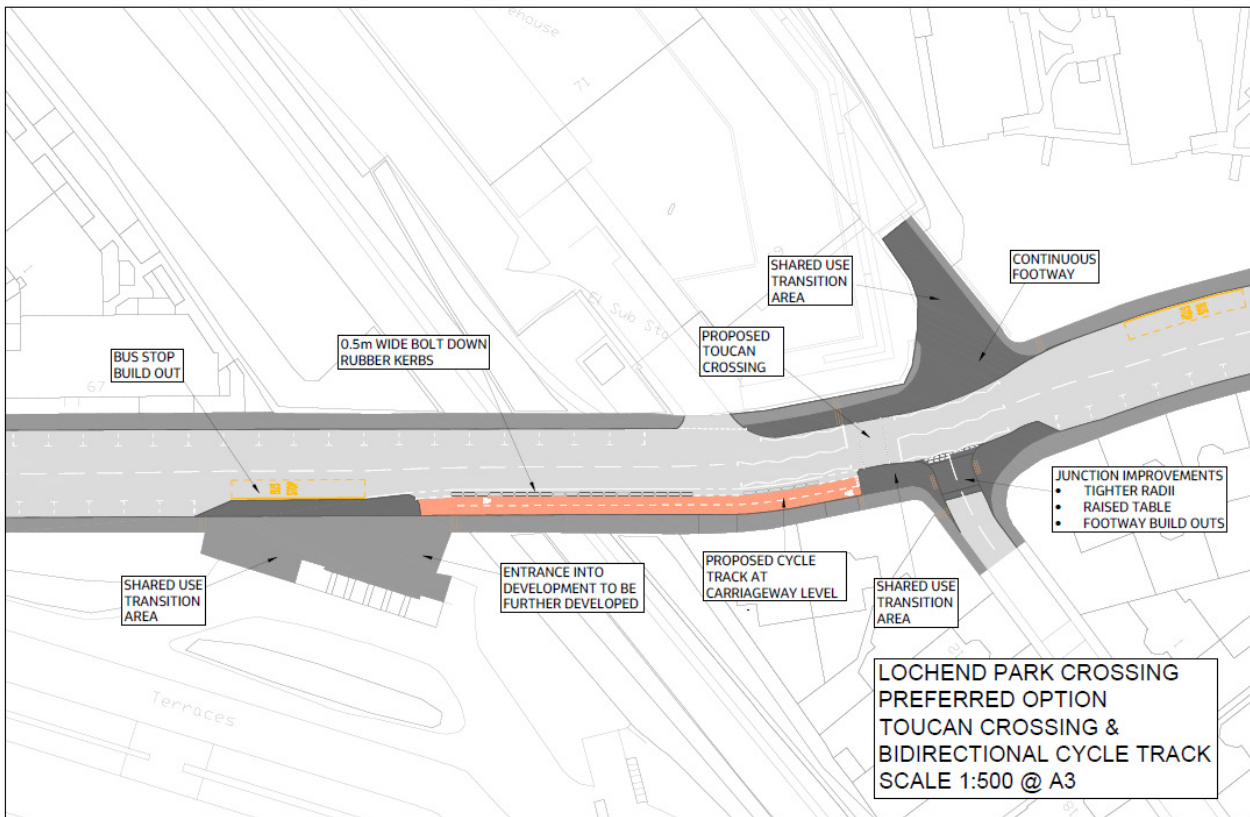 ehouse
71
El Sub Sta
67
SHARED USE
TRANSITION
AREA
CONTINUOUS
FOOTWAY
0.5m WIDE BOLT DOWN
RUBBER KERBS
PROPOSED
TOUCAN
CROSSING
BUS STOP
BUILD OUT
SHARED USE
TRANSITION
AREA
ENTRANCE INTO
DEVELOPMENT TO BE
FURTHER DEVELOPED
PROPOSED CYCLE
TRACK AT
CARRIAGEWAY LEVEL
SHARED USE
TRANSITION
AREA
JUNCTION IMPROVEMENTS
• TIGHTER RADII
• RAISED TABLE
• FOOTWAY BUILD OUTS
Terraces
LOCHEND PARK CROSSING
PREFERRED OPTION
TOUCAN CROSSING &
BIDIRECTIONAL CYCLE TRACK
SCALE 1:500 @ A3